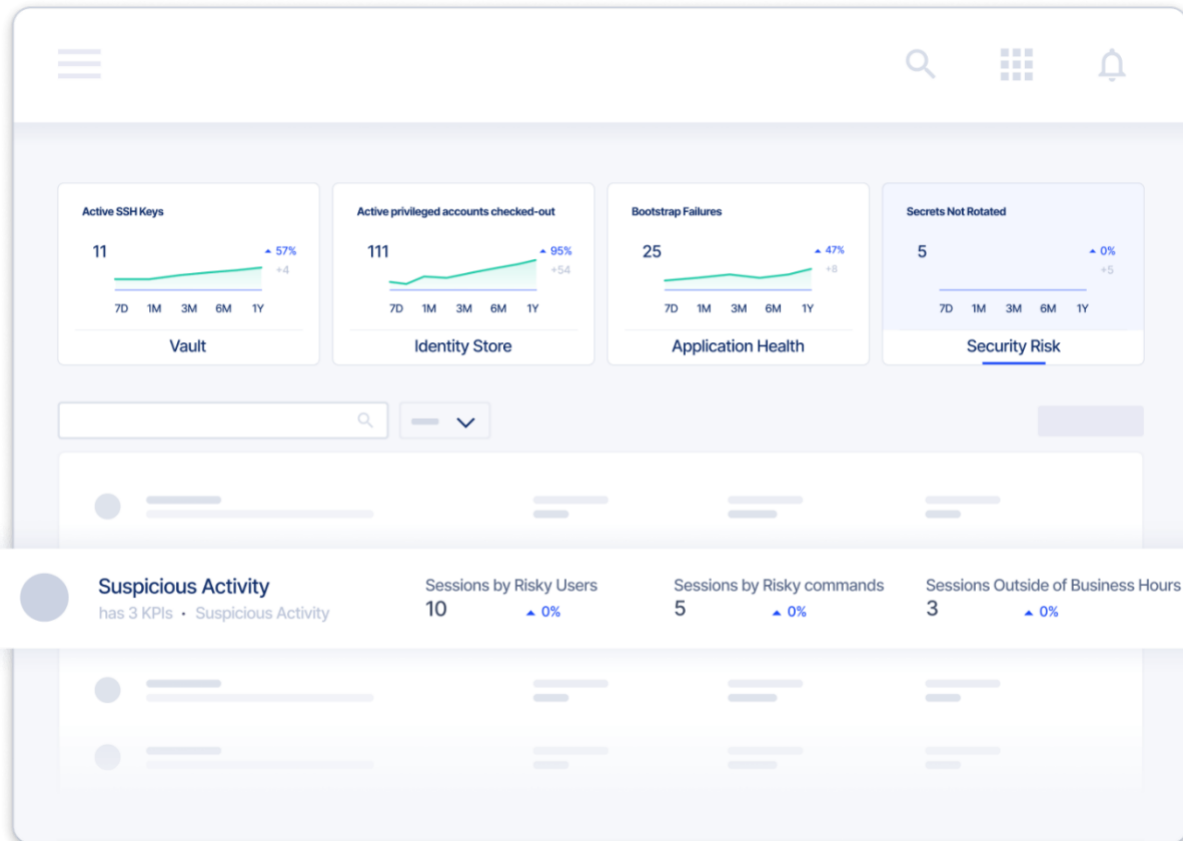 Active SSH Keys
11
57%
+4
7D 1M 3M 6M 1Y
Vault
Active privileged accounts checked-out
111
95%
+54
7D 1M 3M 6M 1Y
Identity Store
Bootstrap Failures
25
47%
+8
7D 1M 3M 6M 1Y
Application Health
Secrets Not Rotated
5
0%
+5
7D 1M 3M 6M 1Y
Security Risk
Suspicious Activity
has 3 KPIs • Suspicious Activity
Sessions by Risky Users
10 0%
Sessions by Risky commands
5 0%
Sessions Outside of Business Hours
3 0%